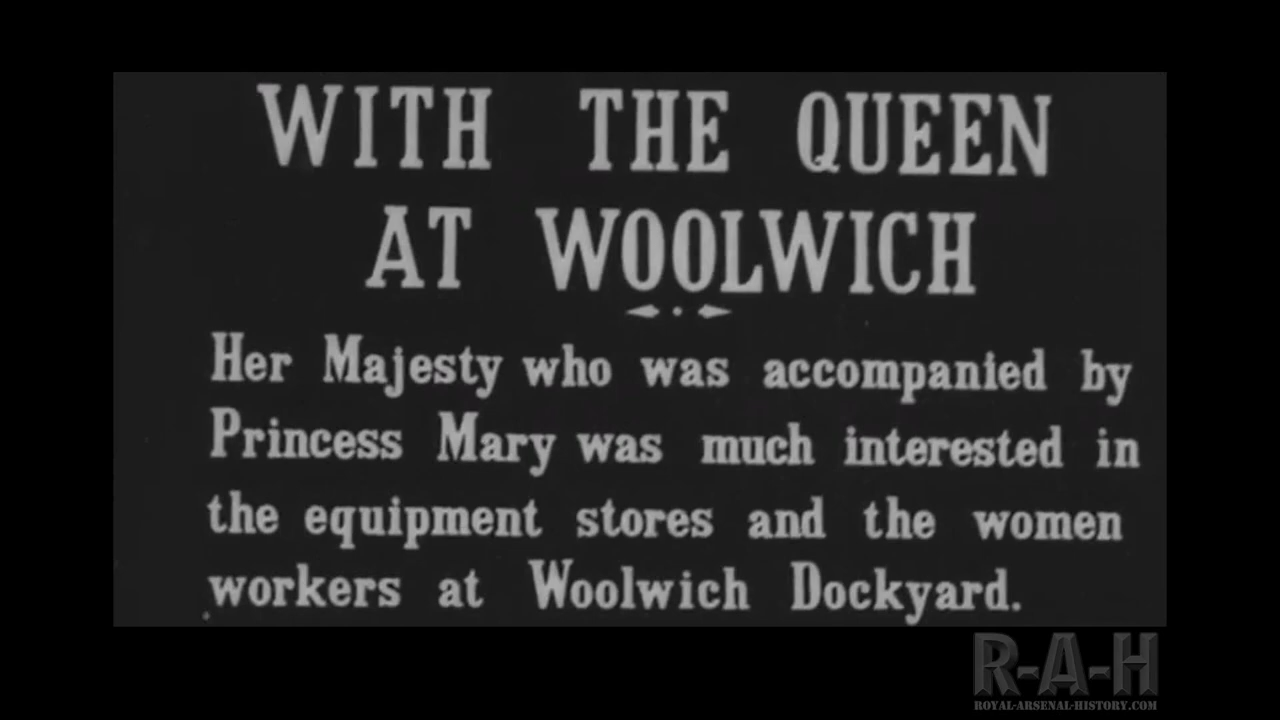 WITH THE QUEEN
AT WOOLWICH
Her Majesty who was accompanied by
Princess Mary was much interested in
the equipment stores and the women
workers at Woolwich Dockyard.
R-A-H
ROYAL-ARSENAL-HISTORY.COM